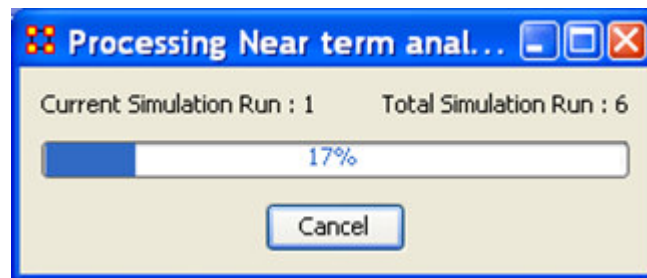 Processing Near term anal...
Current Simulation Run : 1 Total Simulation Run : 6
17%
Cancel